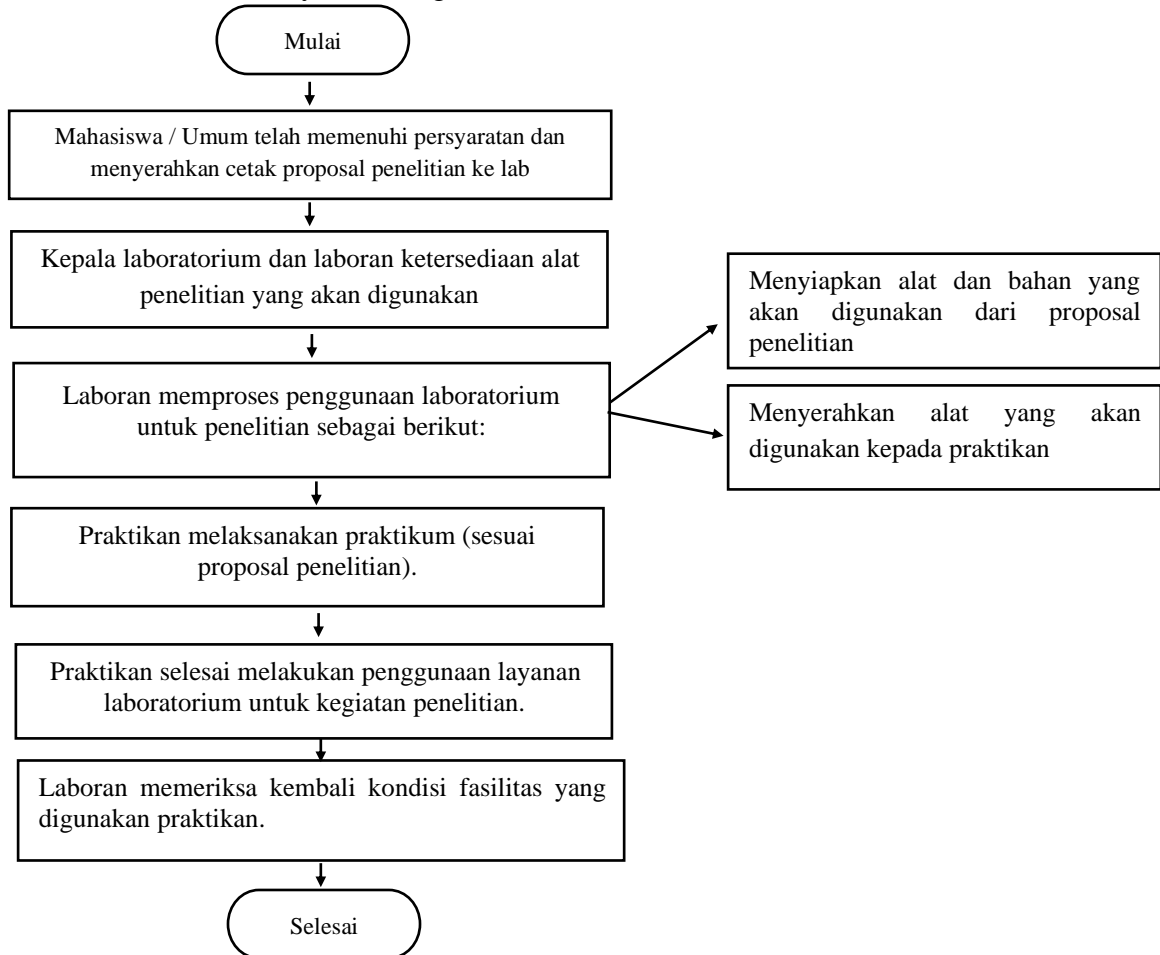 Mulai
Mahasiswa / Umum telah memenuhi persyaratan dan
menyerahkan cetak proposal penelitian ke lab
Kepala laboratorium dan laboran ketersediaan alat
penelitian yang akan digunakan
Laboran memproses penggunaan laboratorium
untuk penelitian sebagai berikut:
Menyiapkan alat dan bahan yang
akan digunakan dari proposal
penelitian
Menyerahkan alat yang akan
digunakan kepada praktikan
Praktikan melaksanakan praktikum (sesuai
proposal penelitian).
Praktikan selesai melakukan penggunaan layanan
laboratorium untuk kegiatan penelitian.
Laboran memeriksa kembali kondisi fasilitas yang
digunakan praktikan.
Selesai